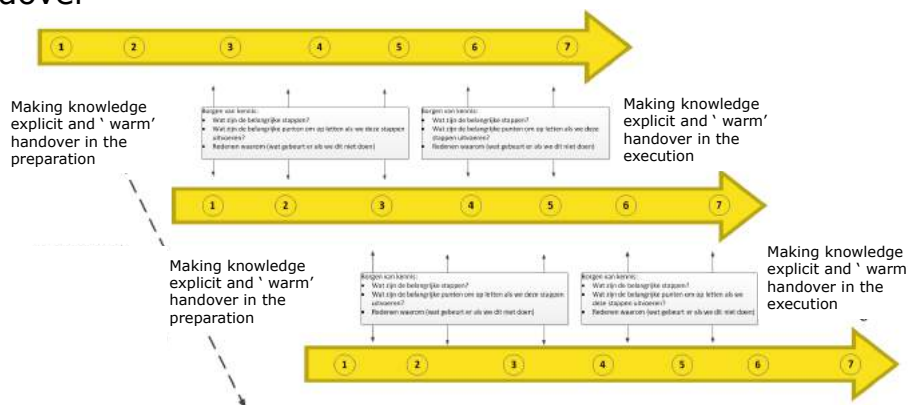 dover
1 2 3 4 5 6 7
Making knowledge
explicit and ‘ warm’
handover in the
preparation
Borgen van kennis:
• Wat zijn de belangrijke stappen?
• Wat zijn de belangrijke punten om op letten als we deze stappen
uitvoeren?
• Redenen waarom (wat gebeurt er als we dit niet doen)
Borgen van kennis:
• Wat zijn de belangrijke stappen?
• Wat zijn de belangrijke punten om op letten als we deze
stappen uitvoeren?
• Redenen waarom (wat gebeurt er als we dit niet doen)
Making knowledge
explicit and ‘ warm’
handover in the
execution
1 2 3 4 5 6 7
Making knowledge
explicit and ‘ warm’
handover in the
preparation
Borgen van kennis:
• Wat zijn de belangrijke stappen?
• Wat zijn de belangrijke punten om op letten als we deze stappen
uitvoeren?
• Redenen waarom (wat gebeurt er als we dit niet doen)
Borgen van kennis:
• Wat zijn de belangrijke stappen?
• Wat zijn de belangrijke punten om op letten als we
deze stappen uitvoeren?
• Redenen waarom (wat gebeurt er als we dit niet doen)
Making knowledge
explicit and ‘ warm
handover in the
execution
1 2 3 4 5 6 7